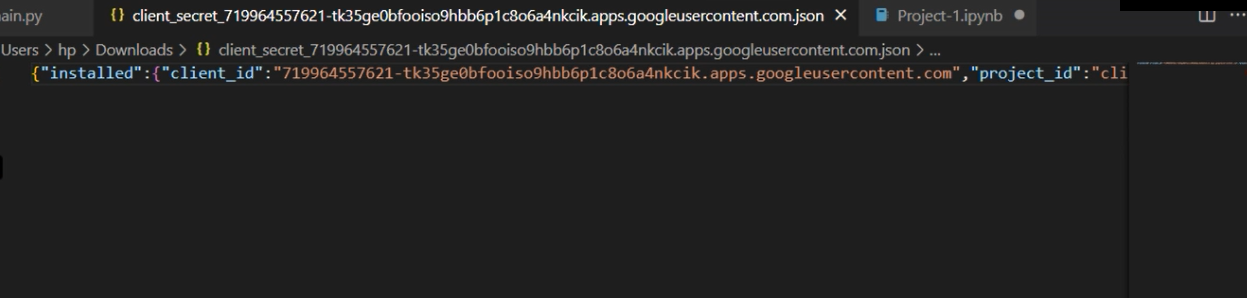 ain.py {} client_secret_719964557621-tk35ge0bfooiso9hbb6p1c8o6a4nkcik.apps.googleusercontent.com.json × Project-1.ipynb ● ...
Users > hp > Downloads > {} client_secret_719964557621-tk35ge0bfooiso9hbb6p1c8o6a4nkcik.apps.googleusercontent.com.json > ...
{"installed":{"client_id":"719964557621-tk35ge0bfooiso9hbb6p1c8o6a4nkcik.apps.googleusercontent.com","project_id":"cli